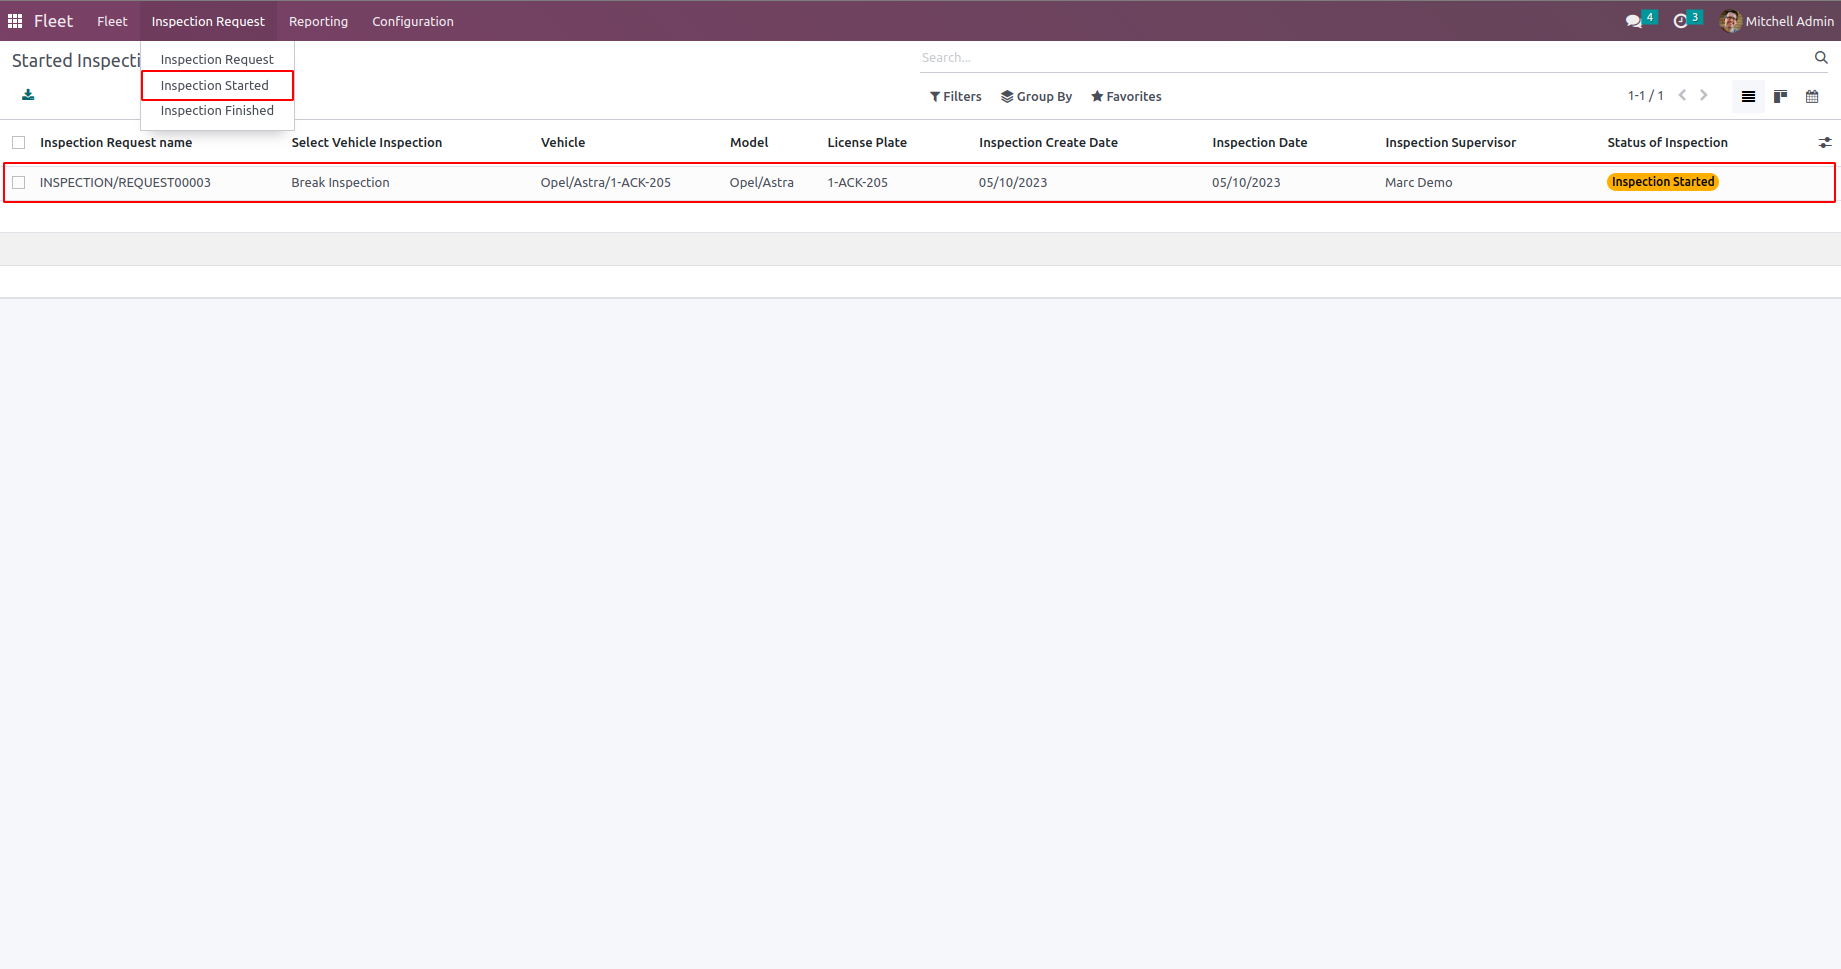 Fleet Fleet Inspection Request Reporting Configuration 4 3 Mitchell Admin
Started Inspecti
Search...
Inspection Request
Inspection Started
Inspection Finished
Filters Group By Favorites 1-1 / 1
Inspection Request name Select Vehicle Inspection Vehicle Model License Plate Inspection Create Date Inspection Date Inspection Supervisor Status of Inspection
INSPECTION/REQUEST00003 Break Inspection Opel/Astra/1-ACK-205 Opel/Astra 1-ACK-205 05/10/2023 05/10/2023 Marc Demo Inspection Started